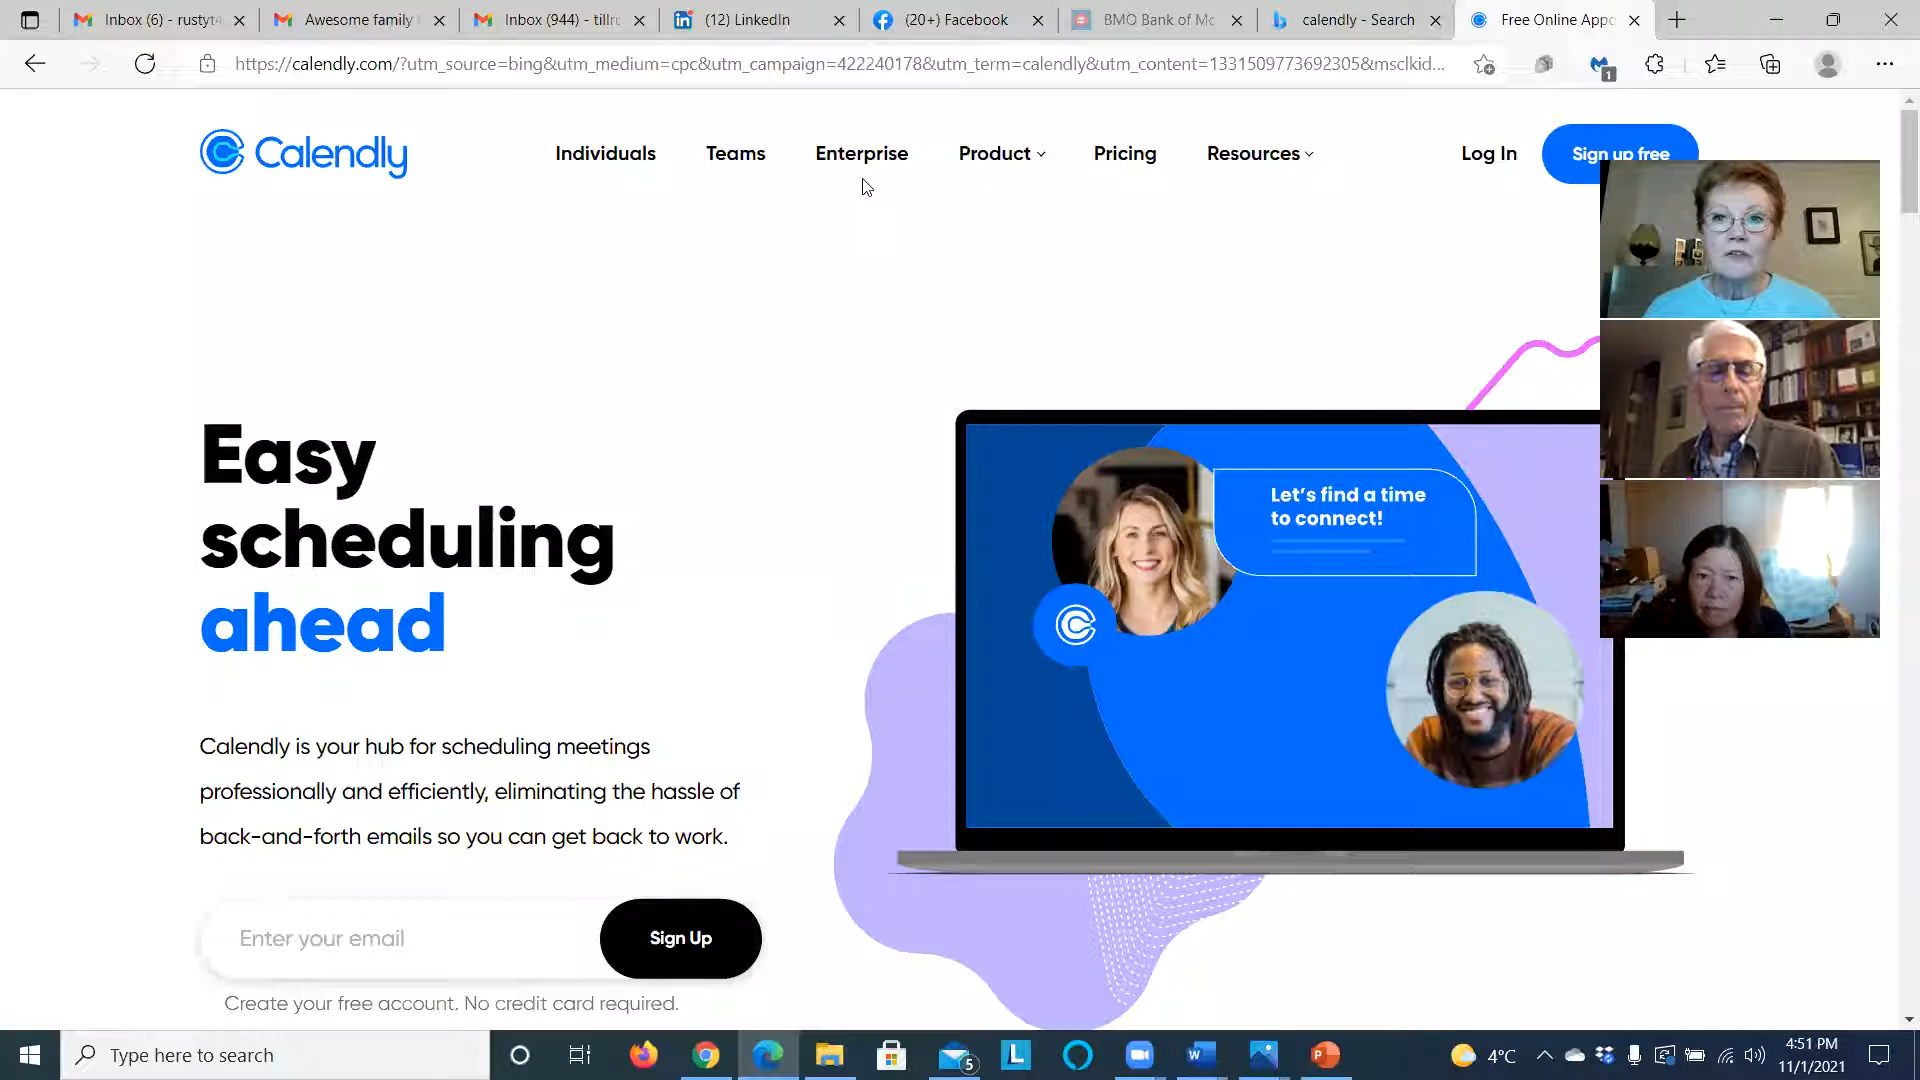 Inbox (6) - rustyt
Awesome family
Inbox (944) - tillr
(12) LinkedIn
(20+) Facebook
BMO Bank of Mo
calendly - Search
Free Online Appo
https://calendly.com/?utm_source=bing&utm_medium=cpc&utm_campaign=422240178&utm_term=calendly&utm_content=1331509773692305&msclkid...
1
Calendly
Individuals
Teams
Enterprise
Product
Pricing
Resources
Log In
Sign up free
Easy
scheduling
ahead
Let's find a time
to connect!
Calendly is your hub for scheduling meetings
professionally and efficiently, eliminating the hassle of
back-and-forth emails so you can get back to work.
Enter your email
Sign Up
Create your free account. No credit card required.
Type here to search
5
L
W
P
4°C
4:51 PM
11/1/2021